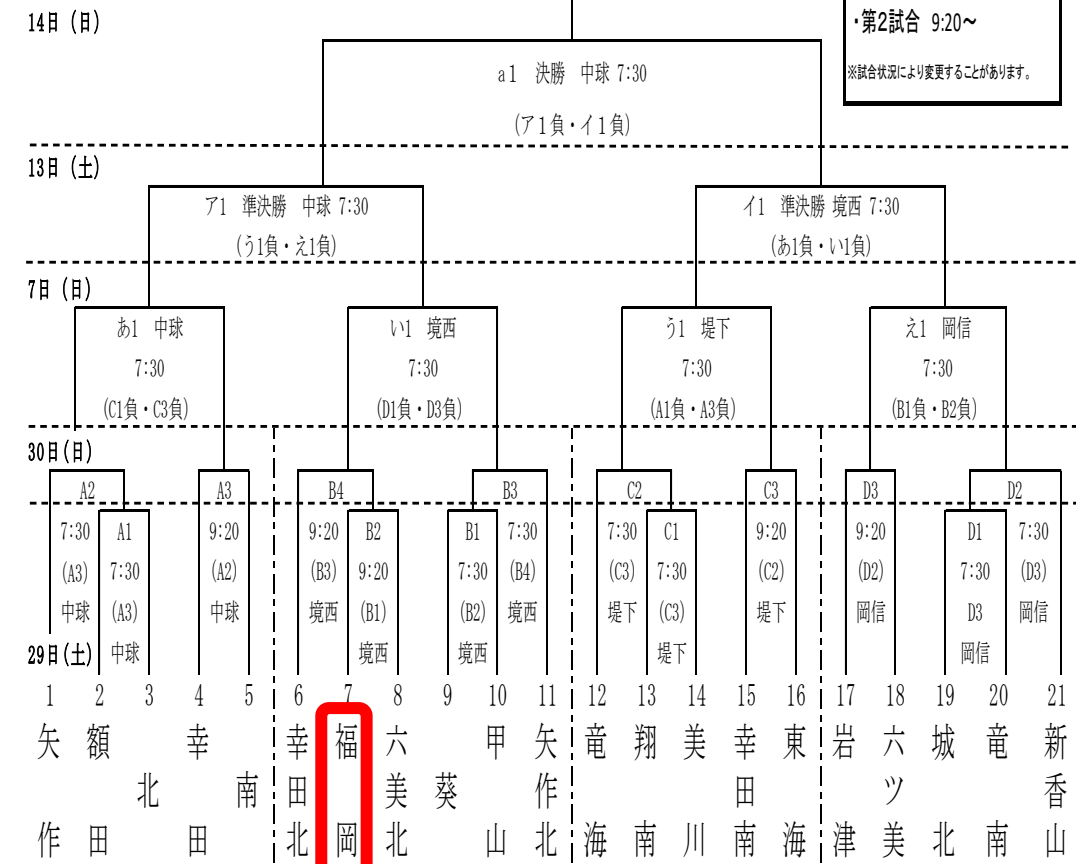 14日（日）
・第2試合 9:20～
※試合状況により変更することがあります。
a1 決勝 中球 7:30
(ア1負・イ1負)
13日（土）
ア1 準決勝 中球 7:30
イ1 準決勝 境西 7:30
(う1負・え1負)
(あ1負・い1負)
7日（日）
あ1 中球
い1 境西
う1 堤下
え1 岡信
7:30 7:30 7:30 7:30
(C1負・C3負)
(D1負・D3負)
(A1負・A3負)
(B1負・B2負)
30日(日)
A2 A3 B4 B3 C2 C3 D3 D2
7:30 A1 9:20 9:20 B2 B1 7:30 7:30 C1 9:20 9:20 D1 7:30
(A3) 7:30 (A2) (B3) 9:20 7:30 (B4) (C3) 7:30 (C2) (D2) 7:30 (D3)
中球 (A3) 中球 境西 (B1) (B2) 境西 堤下 (C3) 堤下 岡信 D3 岡信
29日(土) 中球 境西 境西 堤下 岡信
1 2 3 4 5 6 7 8 9 10 11 12 13 14 15 16 17 18 19 20 21
矢作
額田
北
幸田
南
幸田北
福岡
六美北
葵
甲山
矢作北
竜海
翔南
美川
幸田南
東海
岩津
六ツ美
城北
竜南
新香山